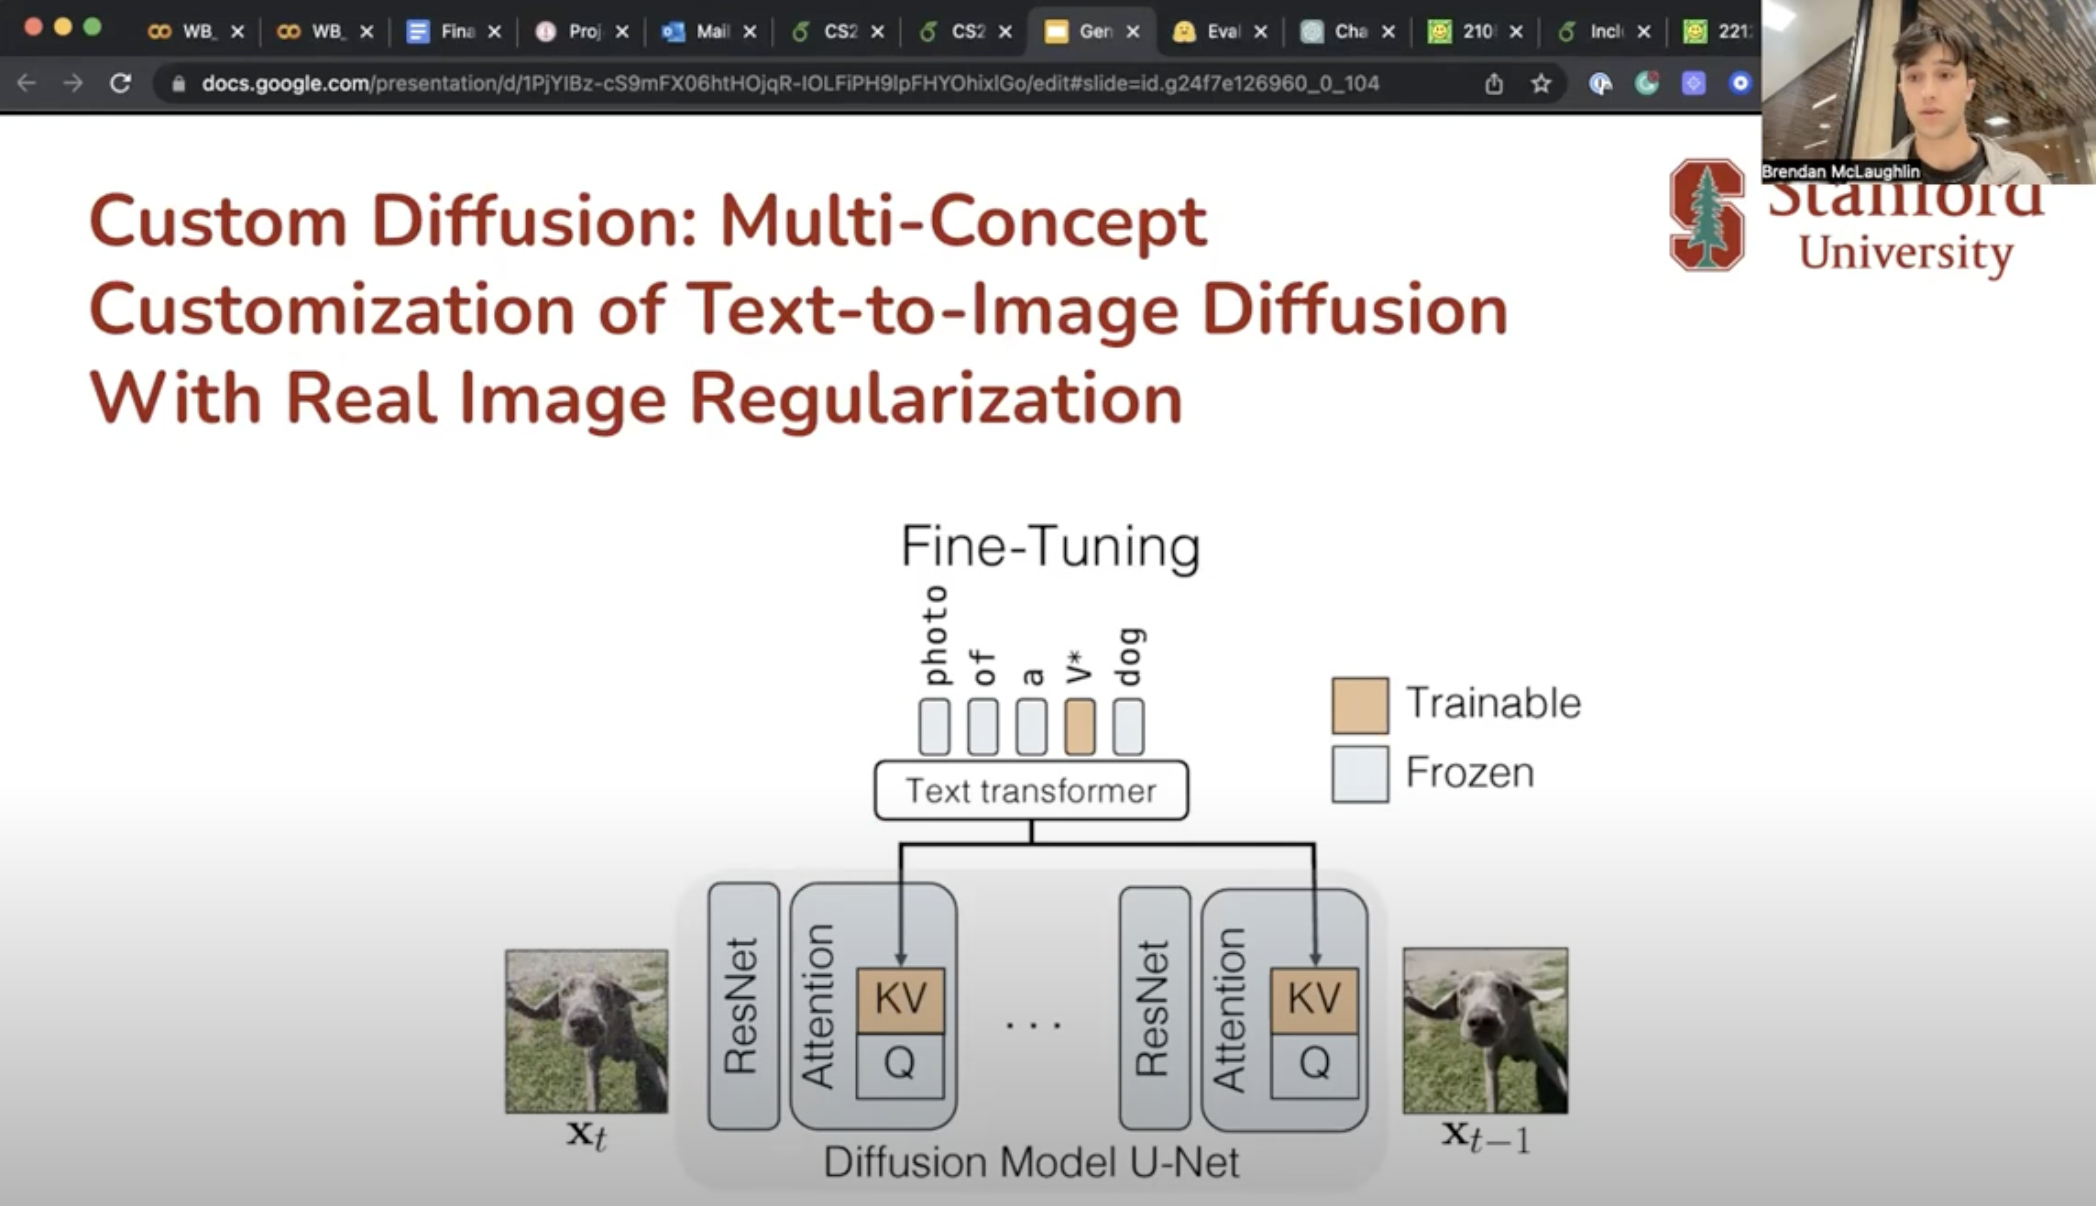 WB_
WB_
Fina
Proj
Mail
CS2
CS2
Gen
Eval
Cha
210
Incl
221
docs.google.com/presentation/d/1PjYIBz-cS9mFX06htHOjqR-IOLFiPH9lpFHYOhixlGo/edit#slide=id.g24f7e126960_0_104
Brendan McLaughlin
Stanford
University
Custom Diffusion: Multi-Concept
Customization of Text-to-Image Diffusion
With Real Image Regularization
Fine-Tuning
photo
of
a
V*
dog
Trainable
Frozen
Text transformer
ResNet
Attention
KV
Q
...
ResNet
Attention
KV
Q
xt
xt−1
Diffusion Model U-Net